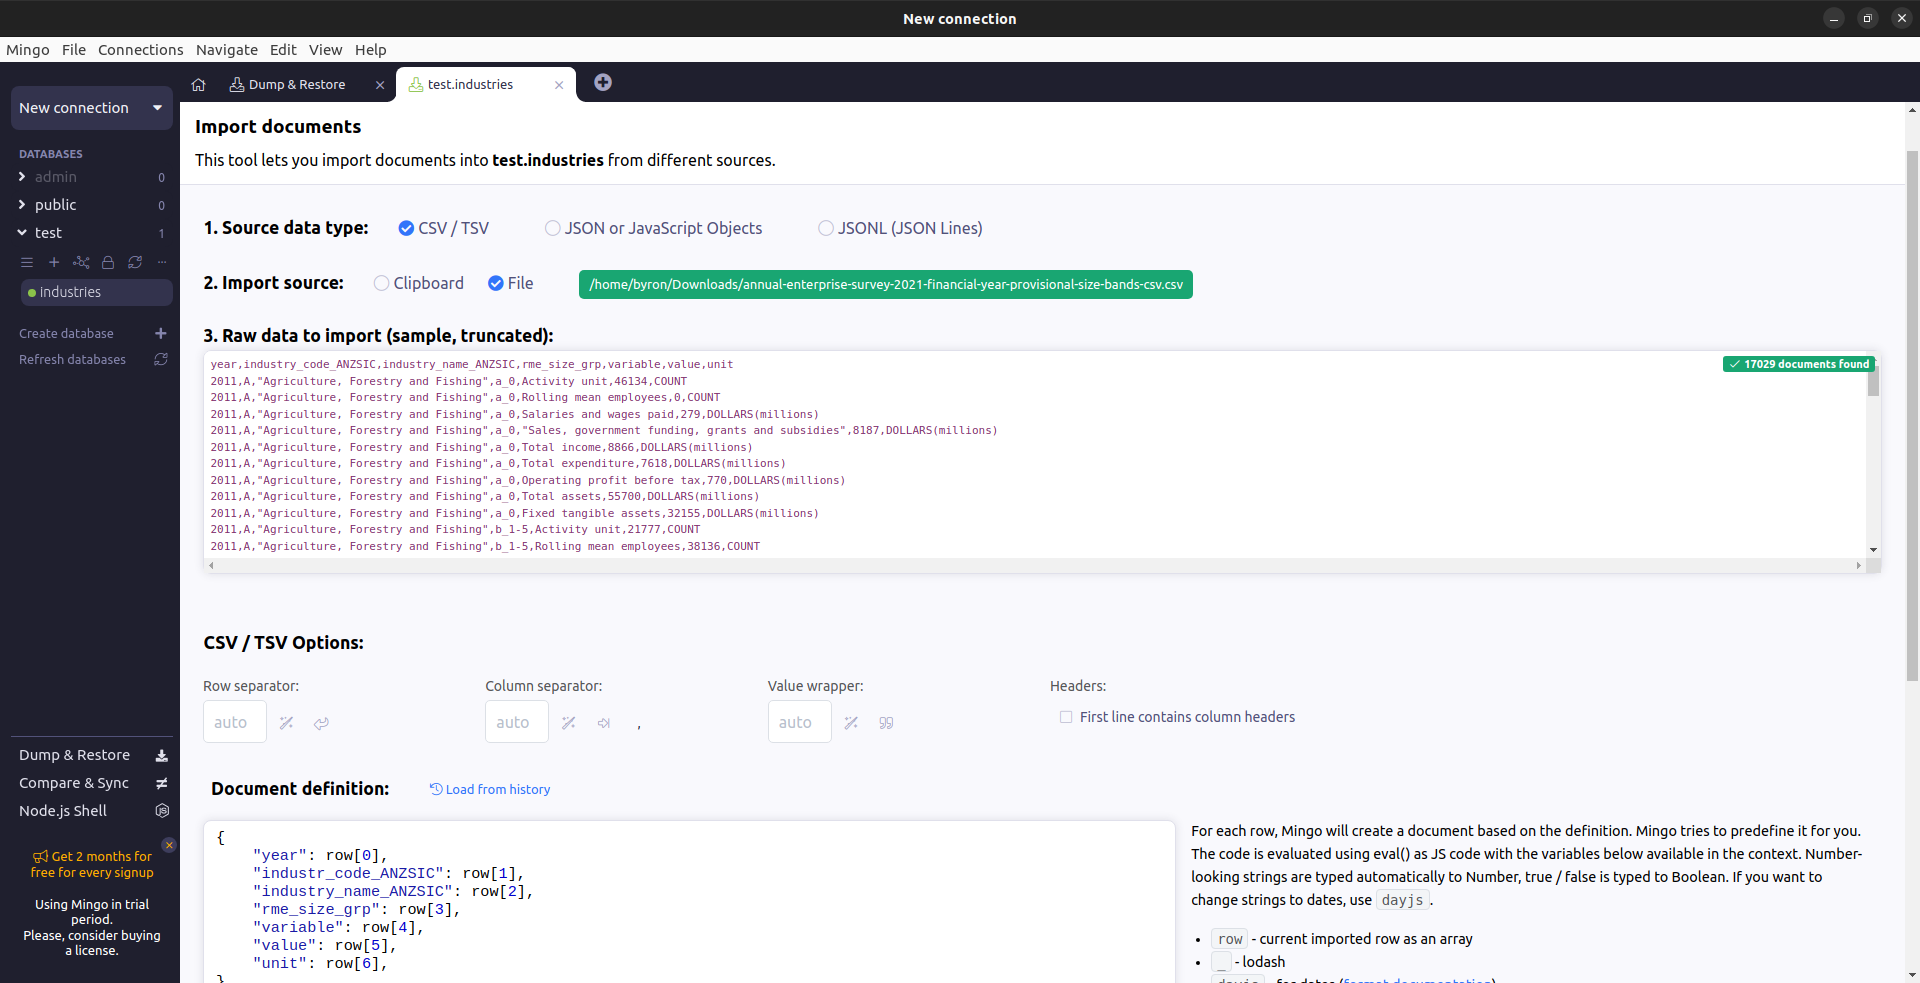 New connection
Mingo File Connections Navigate Edit View Help
New connection
Dump & Restore
test.industries
DATABASES
admin 0
public 0
test 1
industries
Create database
Refresh databases
Dump & Restore
Compare & Sync
Node.js Shell
Get 2 months for
free for every signup
Using Mingo in trial
period.
Please, consider buying
a license.
Import documents
This tool lets you import documents into test.industries from different sources.
1. Source data type: CSV / TSV JSON or JavaScript Objects JSONL (JSON Lines)
2. Import source: Clipboard File /home/byron/Downloads/annual-enterprise-survey-2021-financial-year-provisional-size-bands-csv.csv
3. Raw data to import (sample, truncated):
17029 documents found
year,industry_code_ANZSIC,industry_name_ANZSIC,rme_size_grp,variable,value,unit
2011,A,"Agriculture, Forestry and Fishing",a_0,Activity unit,46134,COUNT
2011,A,"Agriculture, Forestry and Fishing",a_0,Rolling mean employees,0,COUNT
2011,A,"Agriculture, Forestry and Fishing",a_0,Salaries and wages paid,279,DOLLARS(millions)
2011,A,"Agriculture, Forestry and Fishing",a_0,"Sales, government funding, grants and subsidies",8187,DOLLARS(millions)
2011,A,"Agriculture, Forestry and Fishing",a_0,Total income,8866,DOLLARS(millions)
2011,A,"Agriculture, Forestry and Fishing",a_0,Total expenditure,7618,DOLLARS(millions)
2011,A,"Agriculture, Forestry and Fishing",a_0,Operating profit before tax,770,DOLLARS(millions)
2011,A,"Agriculture, Forestry and Fishing",a_0,Total assets,55700,DOLLARS(millions)
2011,A,"Agriculture, Forestry and Fishing",a_0,Fixed tangible assets,32155,DOLLARS(millions)
2011,A,"Agriculture, Forestry and Fishing",b_1-5,Activity unit,21777,COUNT
2011,A,"Agriculture, Forestry and Fishing",b_1-5,Rolling mean employees,38136,COUNT
CSV / TSV Options:
Row separator: Column separator: Value wrapper: Headers:
auto auto , auto First line contains column headers
Document definition: Load from history
{
"year": row[0],
"industr_code_ANZSIC": row[1],
"industry_name_ANZSIC": row[2],
"rme_size_grp": row[3],
"variable": row[4],
"value": row[5],
"unit": row[6],
}
For each row, Mingo will create a document based on the definition. Mingo tries to predefine it for you.
The code is evaluated using eval() as JS code with the variables below available in the context. Number-
looking strings are typed automatically to Number, true / false is typed to Boolean. If you want to
change strings to dates, use dayjs.
• row - current imported row as an array
• _ - lodash
• dayjs - for dates (format documentation)